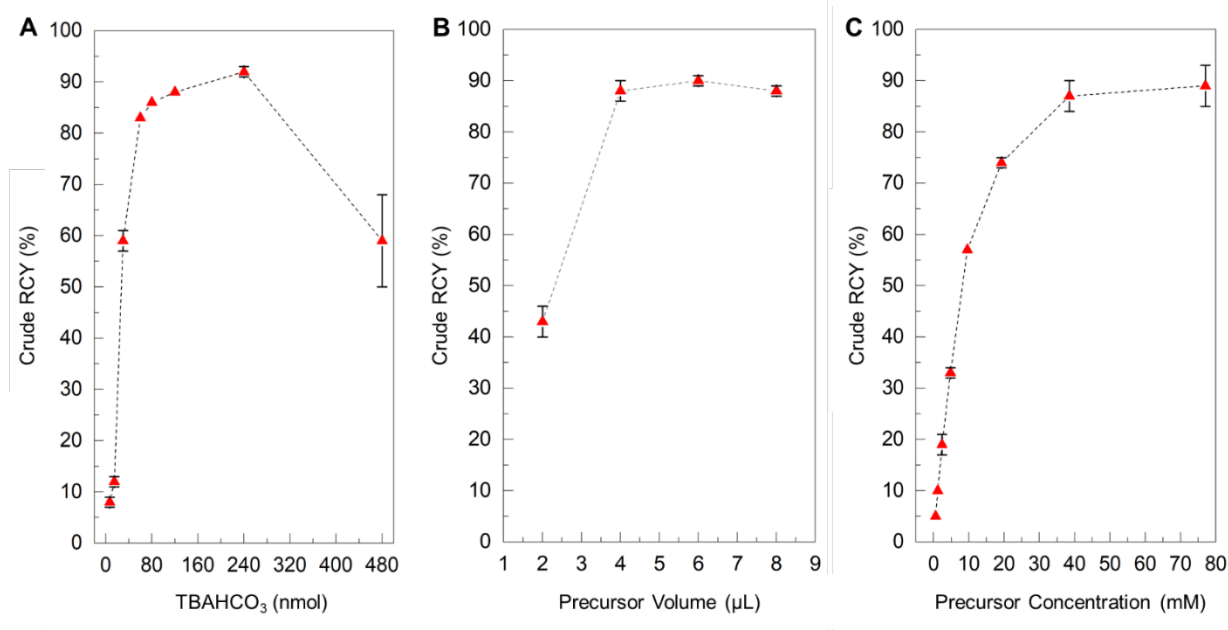 A
Crude RCY (%)
100
90
80
70
60
50
40
30
20
10
0
0 80 160 240 320 400 480
TBAHCO₃ (nmol)
B
Crude RCY (%)
100
90
80
70
60
50
40
30
20
10
0
1 2 3 4 5 6 7 8 9
Precursor Volume (µL)
C
Crude RCY (%)
100
90
80
70
60
50
40
30
20
10
0
0 10 20 30 40 50 60 70 80
Precursor Concentration (mM)